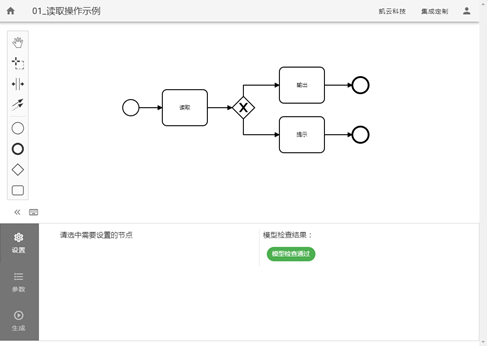 01_读取操作示例
凯云科技
集成定制
读取
输出
提示
请选中需要设置的节点
模型检查结果：
模型检查通过
设置
参数
生成